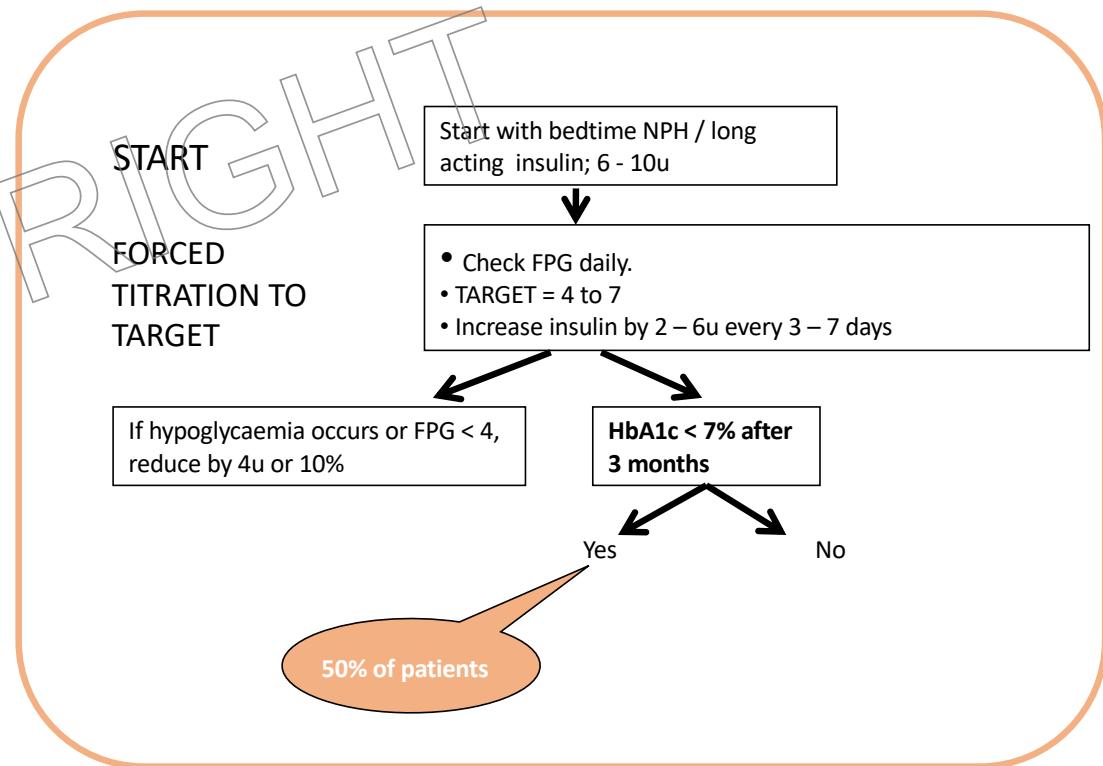 RIGHT
START
Start with bedtime NPH / long
acting insulin; 6 - 10u
FORCED
TITRATION TO
TARGET
• Check FPG daily.
• TARGET = 4 to 7
• Increase insulin by 2 – 6u every 3 – 7 days
If hypoglycaemia occurs or FPG < 4,
reduce by 4u or 10%
HbA1c < 7% after
3 months
Yes
No
50% of patients